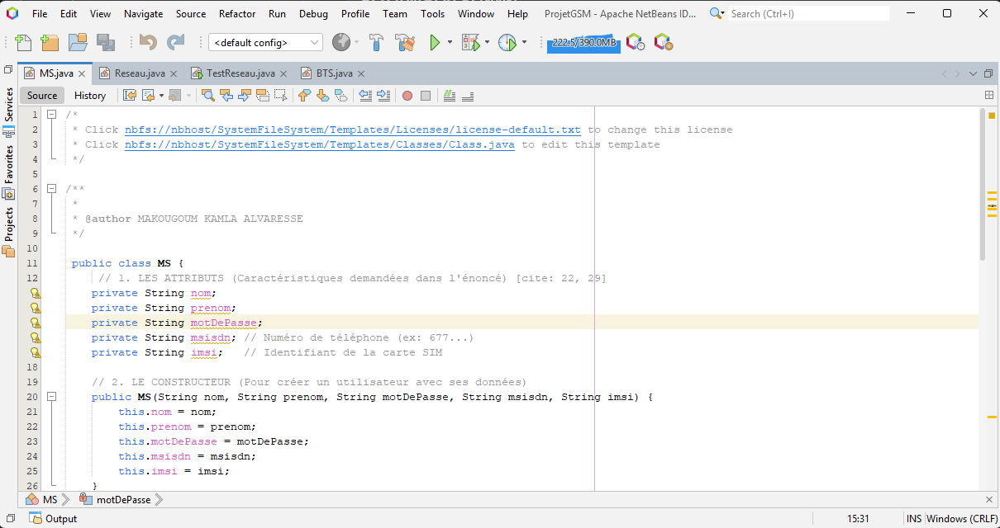 File Edit View Navigate Source Refactor Run Debug Profile Team Tools Window Help ProjetGSM - Apache NetBeans ID... Search (Ctrl+I)
<default config> 222.5/390.0MB
MS.java Reseau.java TestReseau.java BTS.java
Source History
Services
Favorites
Projects
1 /*
2 * Click nbfs://nbhost/SystemFileSystem/Templates/Licenses/license-default.txt to change this license
3 * Click nbfs://nbhost/SystemFileSystem/Templates/Classes/Class.java to edit this template
4 */
5
6 /**
7 *
8 * @author MAKOUGOUM KAMLA ALVARESSE
9 */
10
11 public class MS {
12 // 1. LES ATTRIBUTS (Caractéristiques demandées dans l'énoncé) [cite: 22, 29]
private String nom;
private String prenom;
private String motDePasse;
private String msisdn; // Numéro de téléphone (ex: 677...)
private String imsi; // Identifiant de la carte SIM
18
19 // 2. LE CONSTRUCTEUR (Pour créer un utilisateur avec ses données)
20 public MS(String nom, String prenom, String motDePasse, String msisdn, String imsi) {
21 this.nom = nom;
22 this.prenom = prenom;
23 this.motDePasse = motDePasse;
24 this.msisdn = msisdn;
25 this.imsi = imsi;
26 }
MS motDePasse
Output 15:31 INS Windows (CRLF)